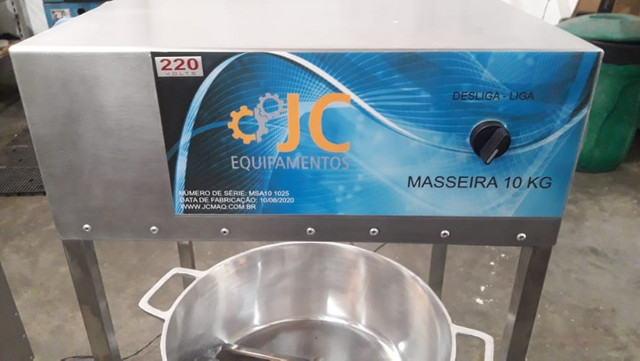 220
VOLTS
JC
EQUIPAMENTOS
DESLIGA - LIGA
MASSEIRA 10 KG
NÚMERO DE SÉRIE: MSA10 1025
DATA DE FABRICAÇÃO: 10/08/2020
WWW.JCMAQ.COM.BR